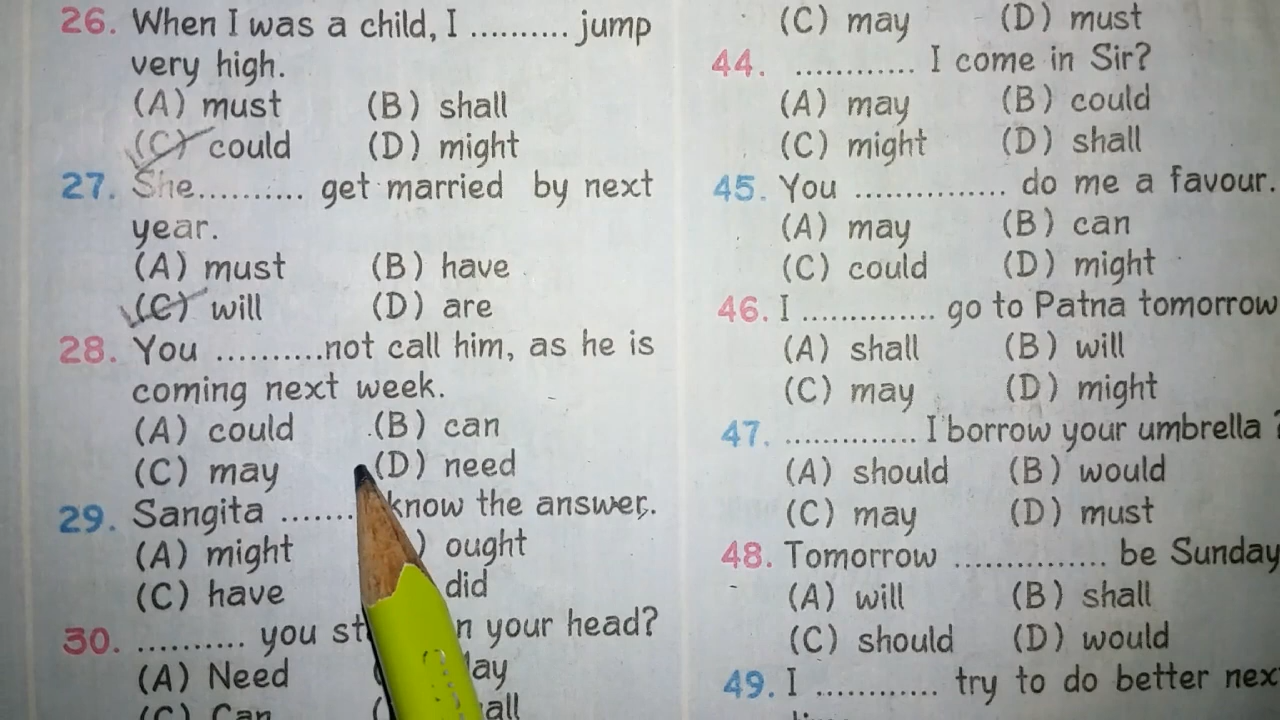 26. When I was a child, I .......... jump
very high.
(A) must (B) shall
(C) could (D) might
27. She........... get married by next
year.
(A) must (B) have
(C) will (D) are
28. You ..........not call him, as he is
coming next week.
(A) could (B) can
(C) may (D) need
29. Sangita ....... know the answer.
(A) might ) ought
(C) have did
30. .......... you n your head?
(A) Need
(C) Can
(C) may (D) must
44. ............ I come in Sir?
(A) may (B) could
(C) might (D) shall
45. You ............... do me a favour.
(A) may (B) can
(C) could (D) might
46. I .............. go to Patna tomorrow
(A) shall (B) will
(C) may (D) might
47. .............. I borrow your umbrella ?
(A) should (B) would
(C) may (D) must
48. Tomorrow ............... be Sunday
(A) will (B) shall
(C) should (D) would
49. I ............ try to do better nex